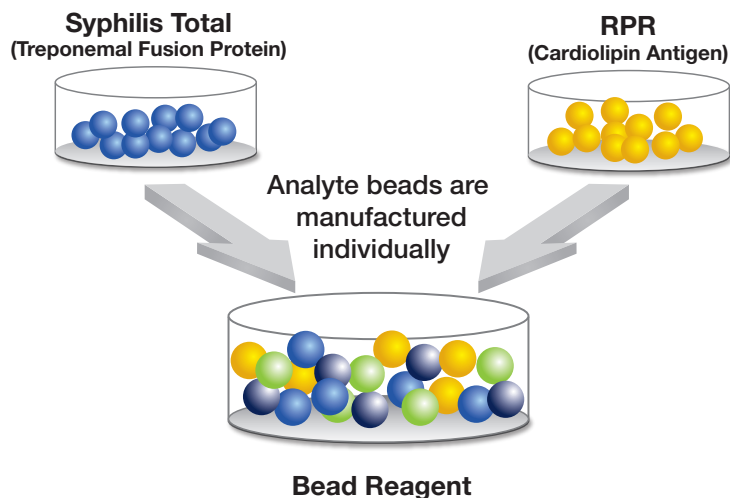 Syphilis Total
(Treponemal Fusion Protein)
RPR
(Cardiolipin Antigen)
Analyte beads are
manufactured
individually
Bead Reagent